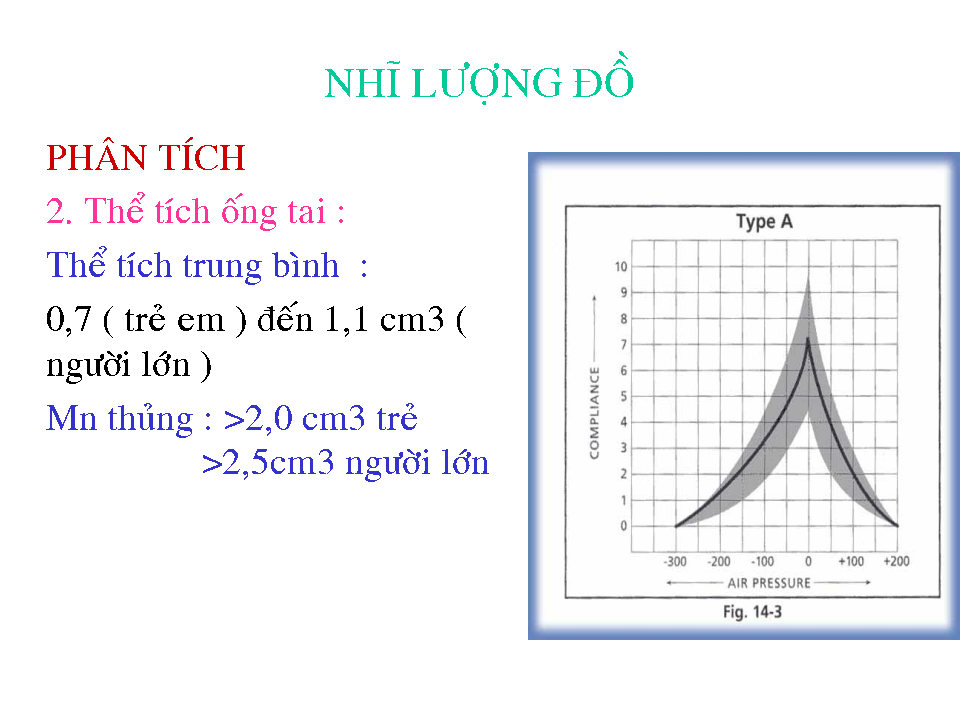 NHĨ LƯỢNG ĐỒ
PHÂN TÍCH
2. Thể tích ống tai :
Thể tích trung bình :
0,7 ( trẻ em ) đến 1,1 cm3 (
người lớn )
Mn thủng : >2,0 cm3 trẻ
>2,5cm3 người lớn
Type A
10
9
8
7
6
5
4
3
2
1
0
COMPLIANCE
-300 -200 -100 0 +100 +200
AIR PRESSURE
Fig. 14-3